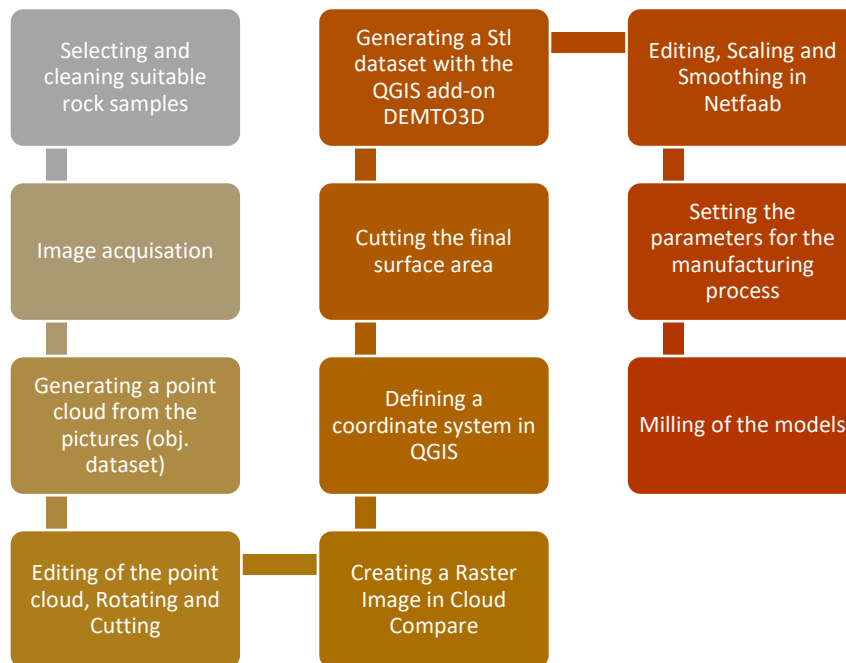 Selecting and
cleaning suitable
rock samples
Image acquisation
Generating a point
cloud from the
pictures (obj.
dataset)
Editing of the point
cloud, Rotating and
Cutting
Creating a Raster
Image in Cloud
Compare
Defining a
coordinate system in
QGIS
Cutting the final
surface area
Generating a Stl
dataset with the
QGIS add-on
DEMTO3D
Editing, Scaling and
Smoothing in
Netfaab
Setting the
parameters for the
manufacturing
process
Milling of the models